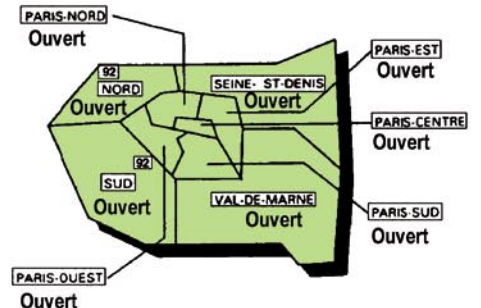 PARIS-NORD
Ouvert
92
NORD
Ouvert
SEINE- ST-DENIS
Ouvert
PARIS-EST
Ouvert
PARIS-CENTRE
Ouvert
92
SUD
Ouvert
VAL-DE-MARNE
Ouvert
PARIS-SUD
Ouvert
PARIS-OUEST
Ouvert